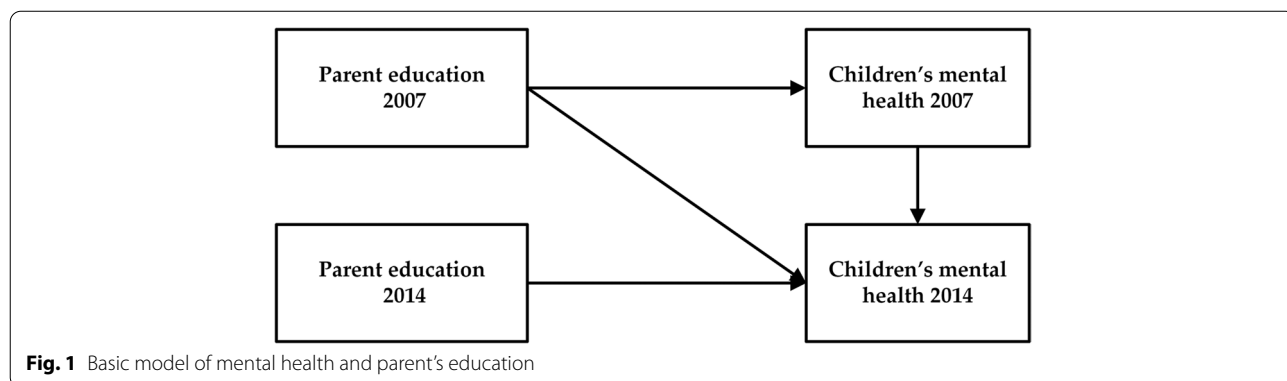 Parent education
2007
Children's mental
health 2007
Parent education
2014
Children's mental
health 2014
Fig. 1 Basic model of mental health and parent's education